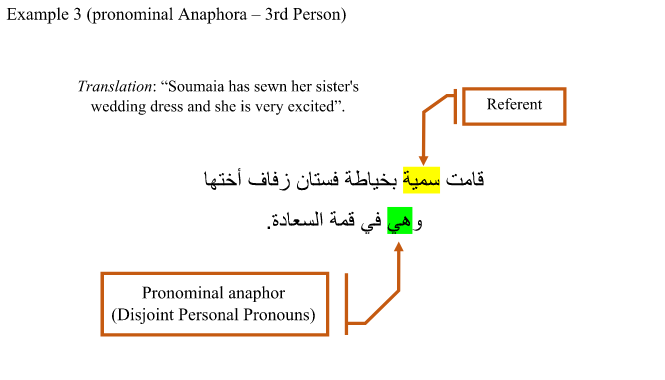 Example 3 (pronominal Anaphora – 3rd Person)
Translation: “Soumaia has sewn her sister's
wedding dress and she is very excited”.
Referent
قامت سمية بخياطة فستان زفاف أختها
وهي في قمة السعادة.
Pronominal anaphor
(Disjoint Personal Pronouns)